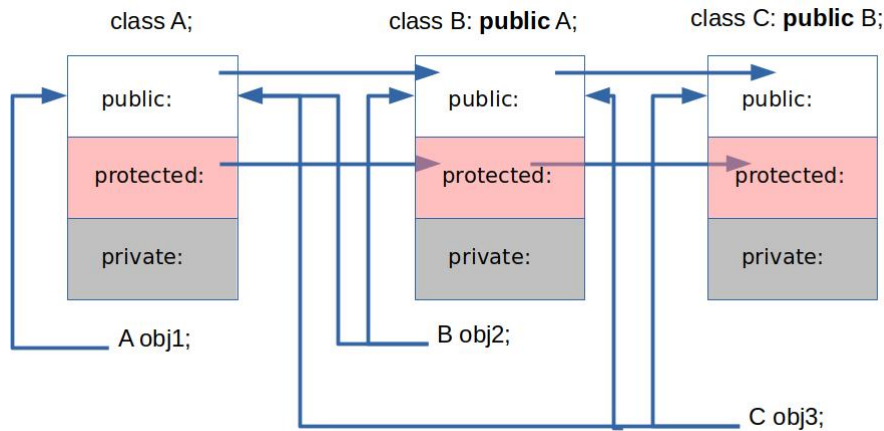 class A;
class B: public A;
class C: public B;
public:
public:
public:
protected:
protected:
protected:
private:
private:
private:
A obj1;
B obj2;
C obj3;